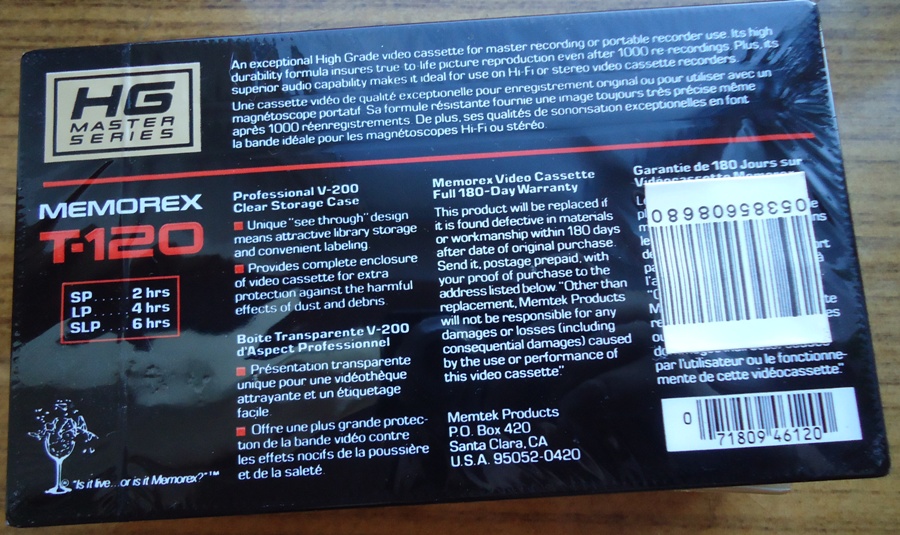 HG
MASTER
SERIES
An exceptional High Grade video cassette for master recording or portable recorder use. Its high
durability formula insures true-to-life picture reproduction even after 1000 re-recordings. Plus, its
superior audio capability makes it ideal for use on Hi-Fi or stereo video cassette recorders.
Une cassette vidéo de qualité exceptionelle pour enregistrement original ou pour utiliser avec un
magnétoscope portatif. Sa formule résistante fournie une image toujours très précise même
après 1000 réenregistrements. De plus, ses qualités de sonorisation exceptionelles en font
la bande idéale pour les magnétoscopes Hi-Fi ou stéréo.
MEMOREX
T-120
SP.....2 hrs
LP.....4 hrs
SLP....6 hrs
"Is it live...or is it Memorex?"™
Professional V-200
Clear Storage Case
Unique "see through" design
means attractive library storage
and convenient labeling.
Provides complete enclosure
of video cassette for extra
protection against the harmful
effects of dust and debris.
Boite Transparente V-200
d'Aspect Professionnel
Présentation transparente
unique pour une vidéothèque
attrayante et un étiquetage
facile.
Offre une plus grande protec-
tion de la bande vidéo contre
les effets nocifs de la poussière
et de la saleté.
Memorex Video Cassette
Full 180-Day Warranty
This product will be replaced if
it is found defective in materials
or workmanship within 180 days
after date of original purchase.
Send it, postage prepaid, with
your proof of purchase to the
address listed below. "Other than
replacement, Memtek Products
will not be responsible for any
damages or losses (including
consequential damages) caused
by the use or performance of
this video cassette."
Memtek Products
P.O. Box 420
Santa Clara, CA
U.S.A. 95052-0420
Garantie de 180 Jours sur
Vidéocassette Memorex
par l'utilisateur ou le fonctionne-
mente de cette vidéocassette."
053856080680
0 71809 46120